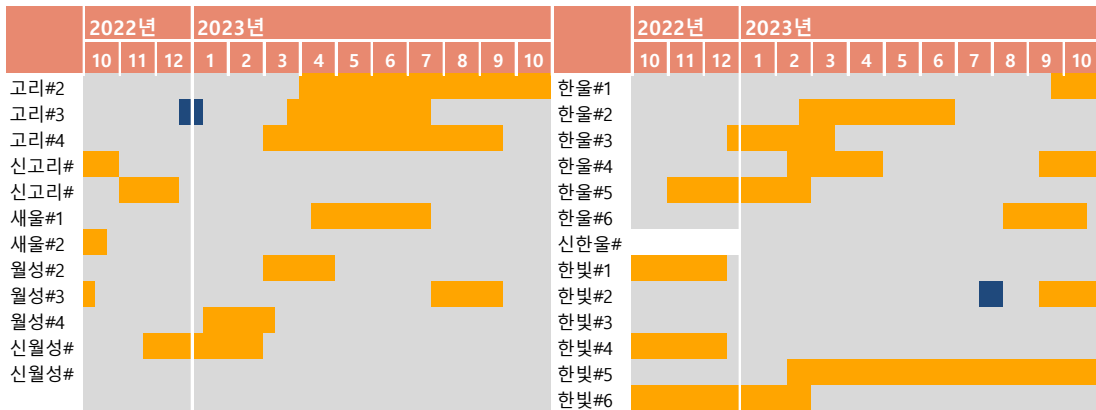 2022년 2023년
10 11 12 1 2 3 4 5 6 7 8 9 10
고리#2
고리#3
고리#4
신고리#
신고리#
새울#1
새울#2
월성#2
월성#3
월성#4
신월성#
신월성#
2022년 2023년
10 11 12 1 2 3 4 5 6 7 8 9 10
한울#1
한울#2
한울#3
한울#4
한울#5
한울#6
신한울#
한빛#1
한빛#2
한빛#3
한빛#4
한빛#5
한빛#6